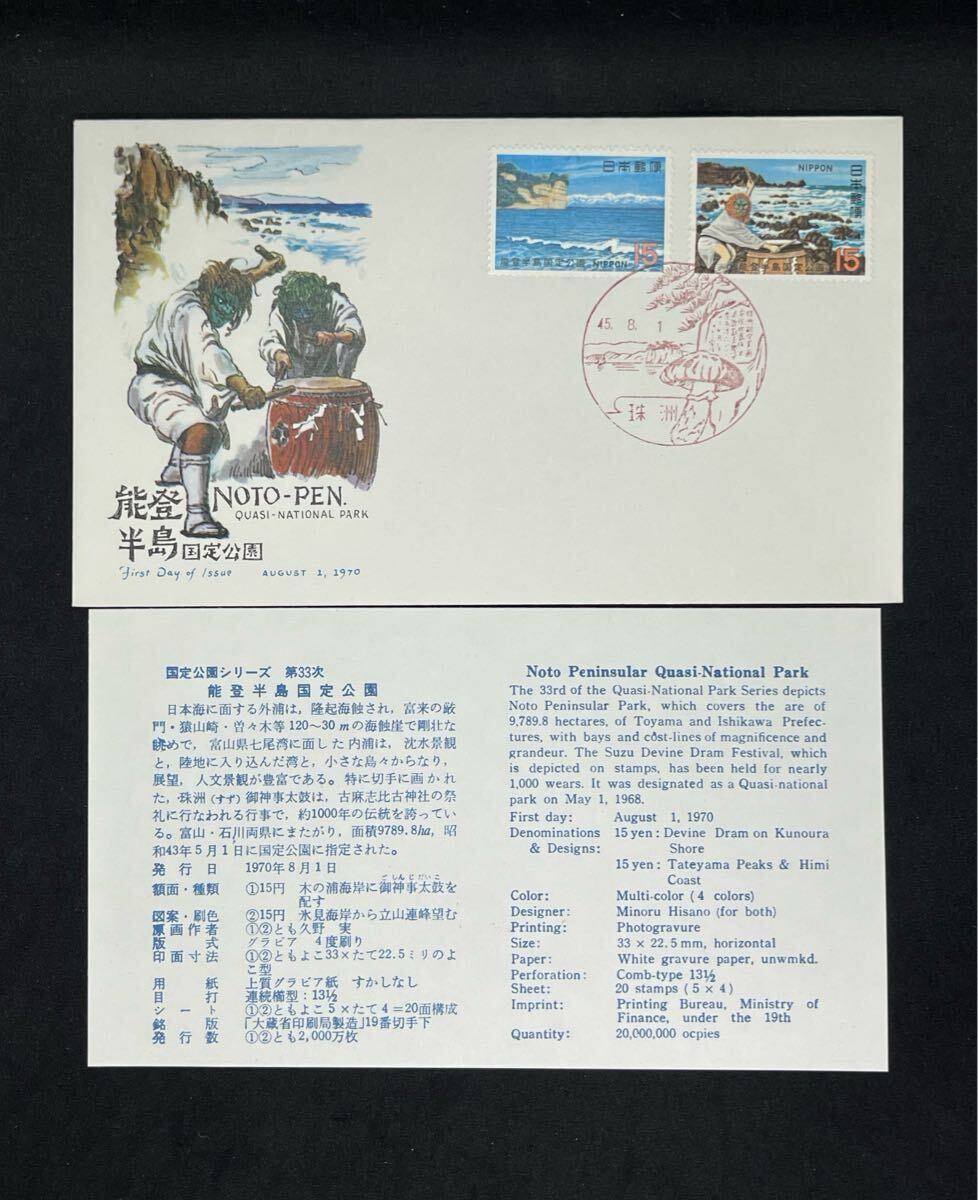 日本郵便
15
能登半島国定公園 NIPPON
NIPPON
日本郵便
能登半島国定公園 15
45. 8. 1
珠洲
能登 NOTO-PEN.
QUASI-NATIONAL PARK
半島国定公園
First Day of Issue AUGUST 1, 1970
国定公園シリーズ 第33次
能登半島国定公園
日本海に面する外浦は，隆起海蝕され，富来の巌
門・猿山崎・曽々木等120〜30mの海蝕崖で剛壮な
眺めで，富山県七尾湾に面した内浦は，沈水景観
と，陸地に入り込んだ湾と，小さな島々からなり，
展望，人文景観が豊富である。特に切手に画かれ
た，珠洲（すず）御神事太鼓は，古麻志比古神社の祭
礼に行なわれる行事で，約1000年の伝統を誇ってい
る。富山・石川両県にまたがり，面積9789.8ha，昭
和43年5月1日に国定公園に指定された。
発行日 1970年8月1日
額面・種類 ①15円 木の浦海岸に御神事太鼓(ごしんじだいこ)を
配す
図案・刷色 ②15円 氷見海岸から立山連峰望む
原画作者 ①②とも久野 実
版式 グラビア 4度刷り
印面寸法 ①②ともよこ33×たて22.5ミリのよ
こ型
用紙 上質グラビア紙 すかしなし
目打 連続櫛型：13½
シート ①②ともよこ5×たて4＝20面構成
銘版 「大蔵省印刷局製造」19番切手下
発行数 ①②とも2,000万枚
Noto Peninsular Quasi-National Park
The 33rd of the Quasi-National Park Series depicts
Noto Peninsular Park, which covers the are of
9,789.8 hectares, of Toyama and Ishikawa Prefec-
tures, with bays and cost-lines of magnificence and
grandeur. The Suzu Devine Dram Festival, which
is depicted on stamps, has been held for nearly
1,000 wears. It was designated as a Quasi-national
park on May 1, 1968.
First day: August 1, 1970
Denominations 15 yen: Devine Dram on Kunoura
& Designs: Shore
15 yen: Tateyama Peaks & Himi
Coast
Color: Multi-color (4 colors)
Designer: Minoru Hisano (for both)
Printing: Photogravure
Size: 33 × 22.5 mm, horizontal
Paper: White gravure paper, unwmkd.
Perforation: Comb-type 13½
Sheet: 20 stamps (5 × 4)
Imprint: Printing Bureau, Ministry of
Finance, under the 19th
Quantity: 20,000,000 ocpies